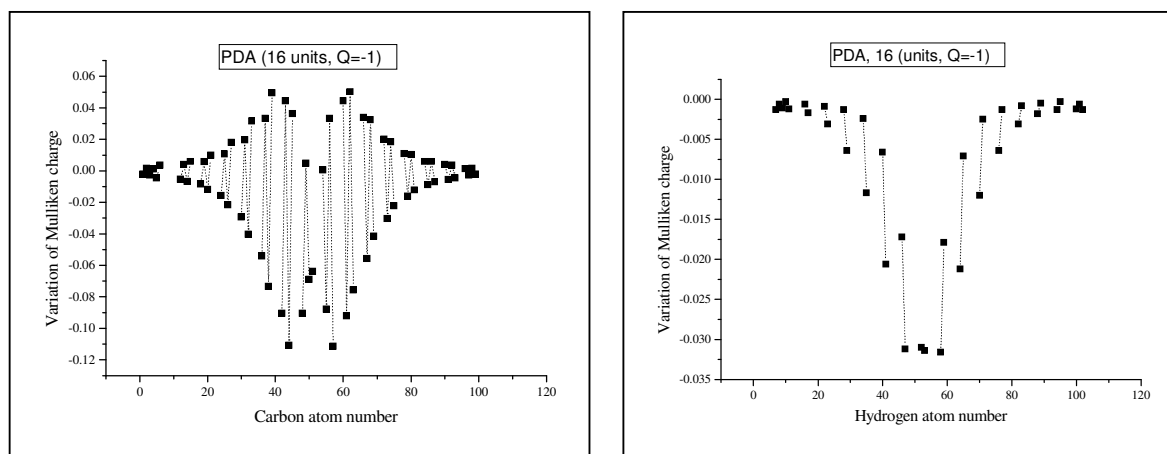 PDA (16 units, Q=-1)
0.06
0.04
0.02
0.00
-0.02
-0.04
-0.06
-0.08
-0.10
-0.12
Variation of Mulliken charge
0 20 40 60 80 100 120
Carbon atom number
PDA, 16 (units, Q=-1)
0.000
-0.005
-0.010
-0.015
-0.020
-0.025
-0.030
-0.035
Variation of Mulliken charge
0 20 40 60 80 100 120
Hydrogen atom number